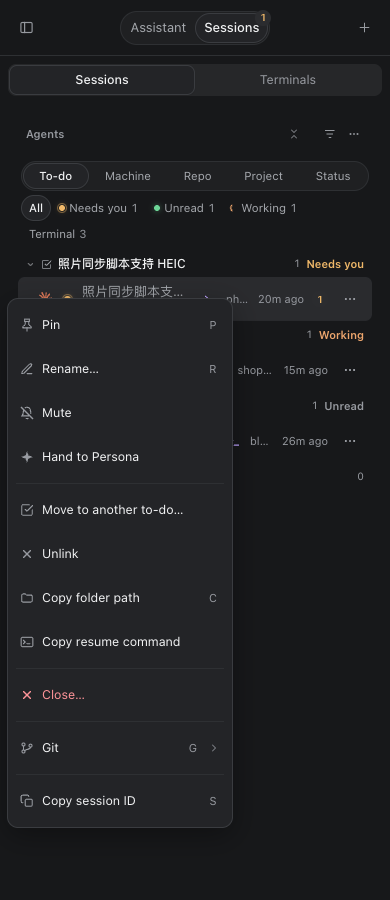 Assistant Sessions 1
Sessions Terminals
Agents
To-do Machine Repo Project Status
All Needs you 1 Unread 1 Working 1
Terminal 3
照片同步脚本支持 HEIC 1 Needs you
照片同步脚本支... ph... 20m ago 1
1 Working
shop... 15m ago
1 Unread
bl... 26m ago
0
Pin P
Rename... R
Mute
Hand to Persona
Move to another to-do...
Unlink
Copy folder path C
Copy resume command
Close...
Git G
Copy session ID S